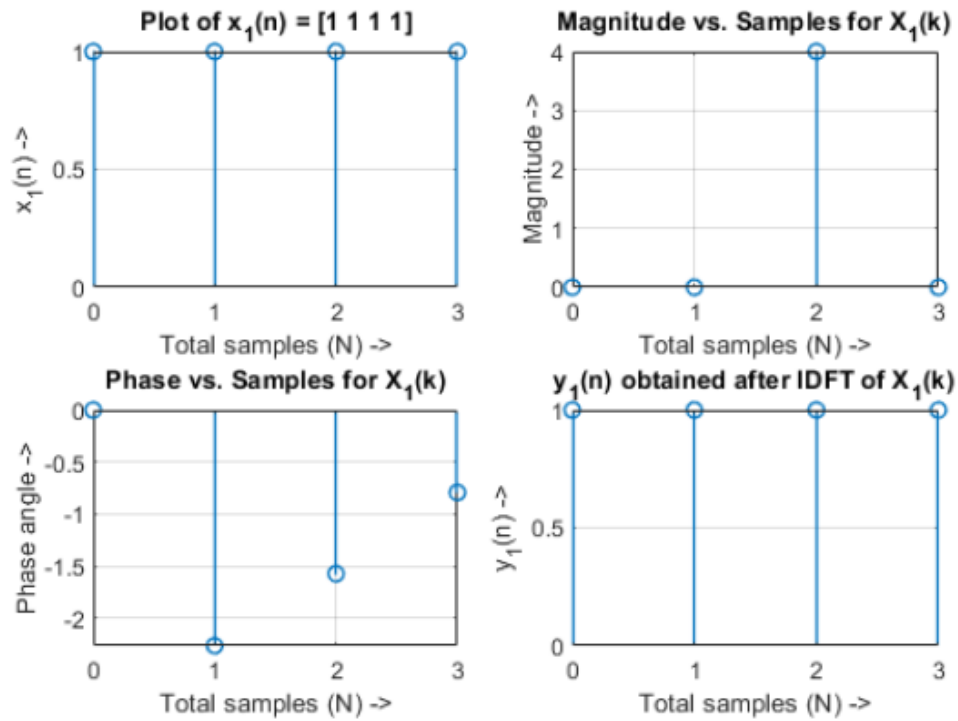 Plot of x₁(n) = [1 1 1 1]
1
0.5
0
x₁(n) ->
0 1 2 3
Total samples (N) ->
Magnitude vs. Samples for X₁(k)
4
3
2
1
0
Magnitude ->
0 1 2 3
Total samples (N) ->
Phase vs. Samples for X₁(k)
0
-0.5
-1
-1.5
-2
Phase angle ->
0 1 2 3
Total samples (N) ->
y₁(n) obtained after IDFT of X₁(k)
1
0.5
0
y₁(n) ->
0 1 2 3
Total samples (N) ->